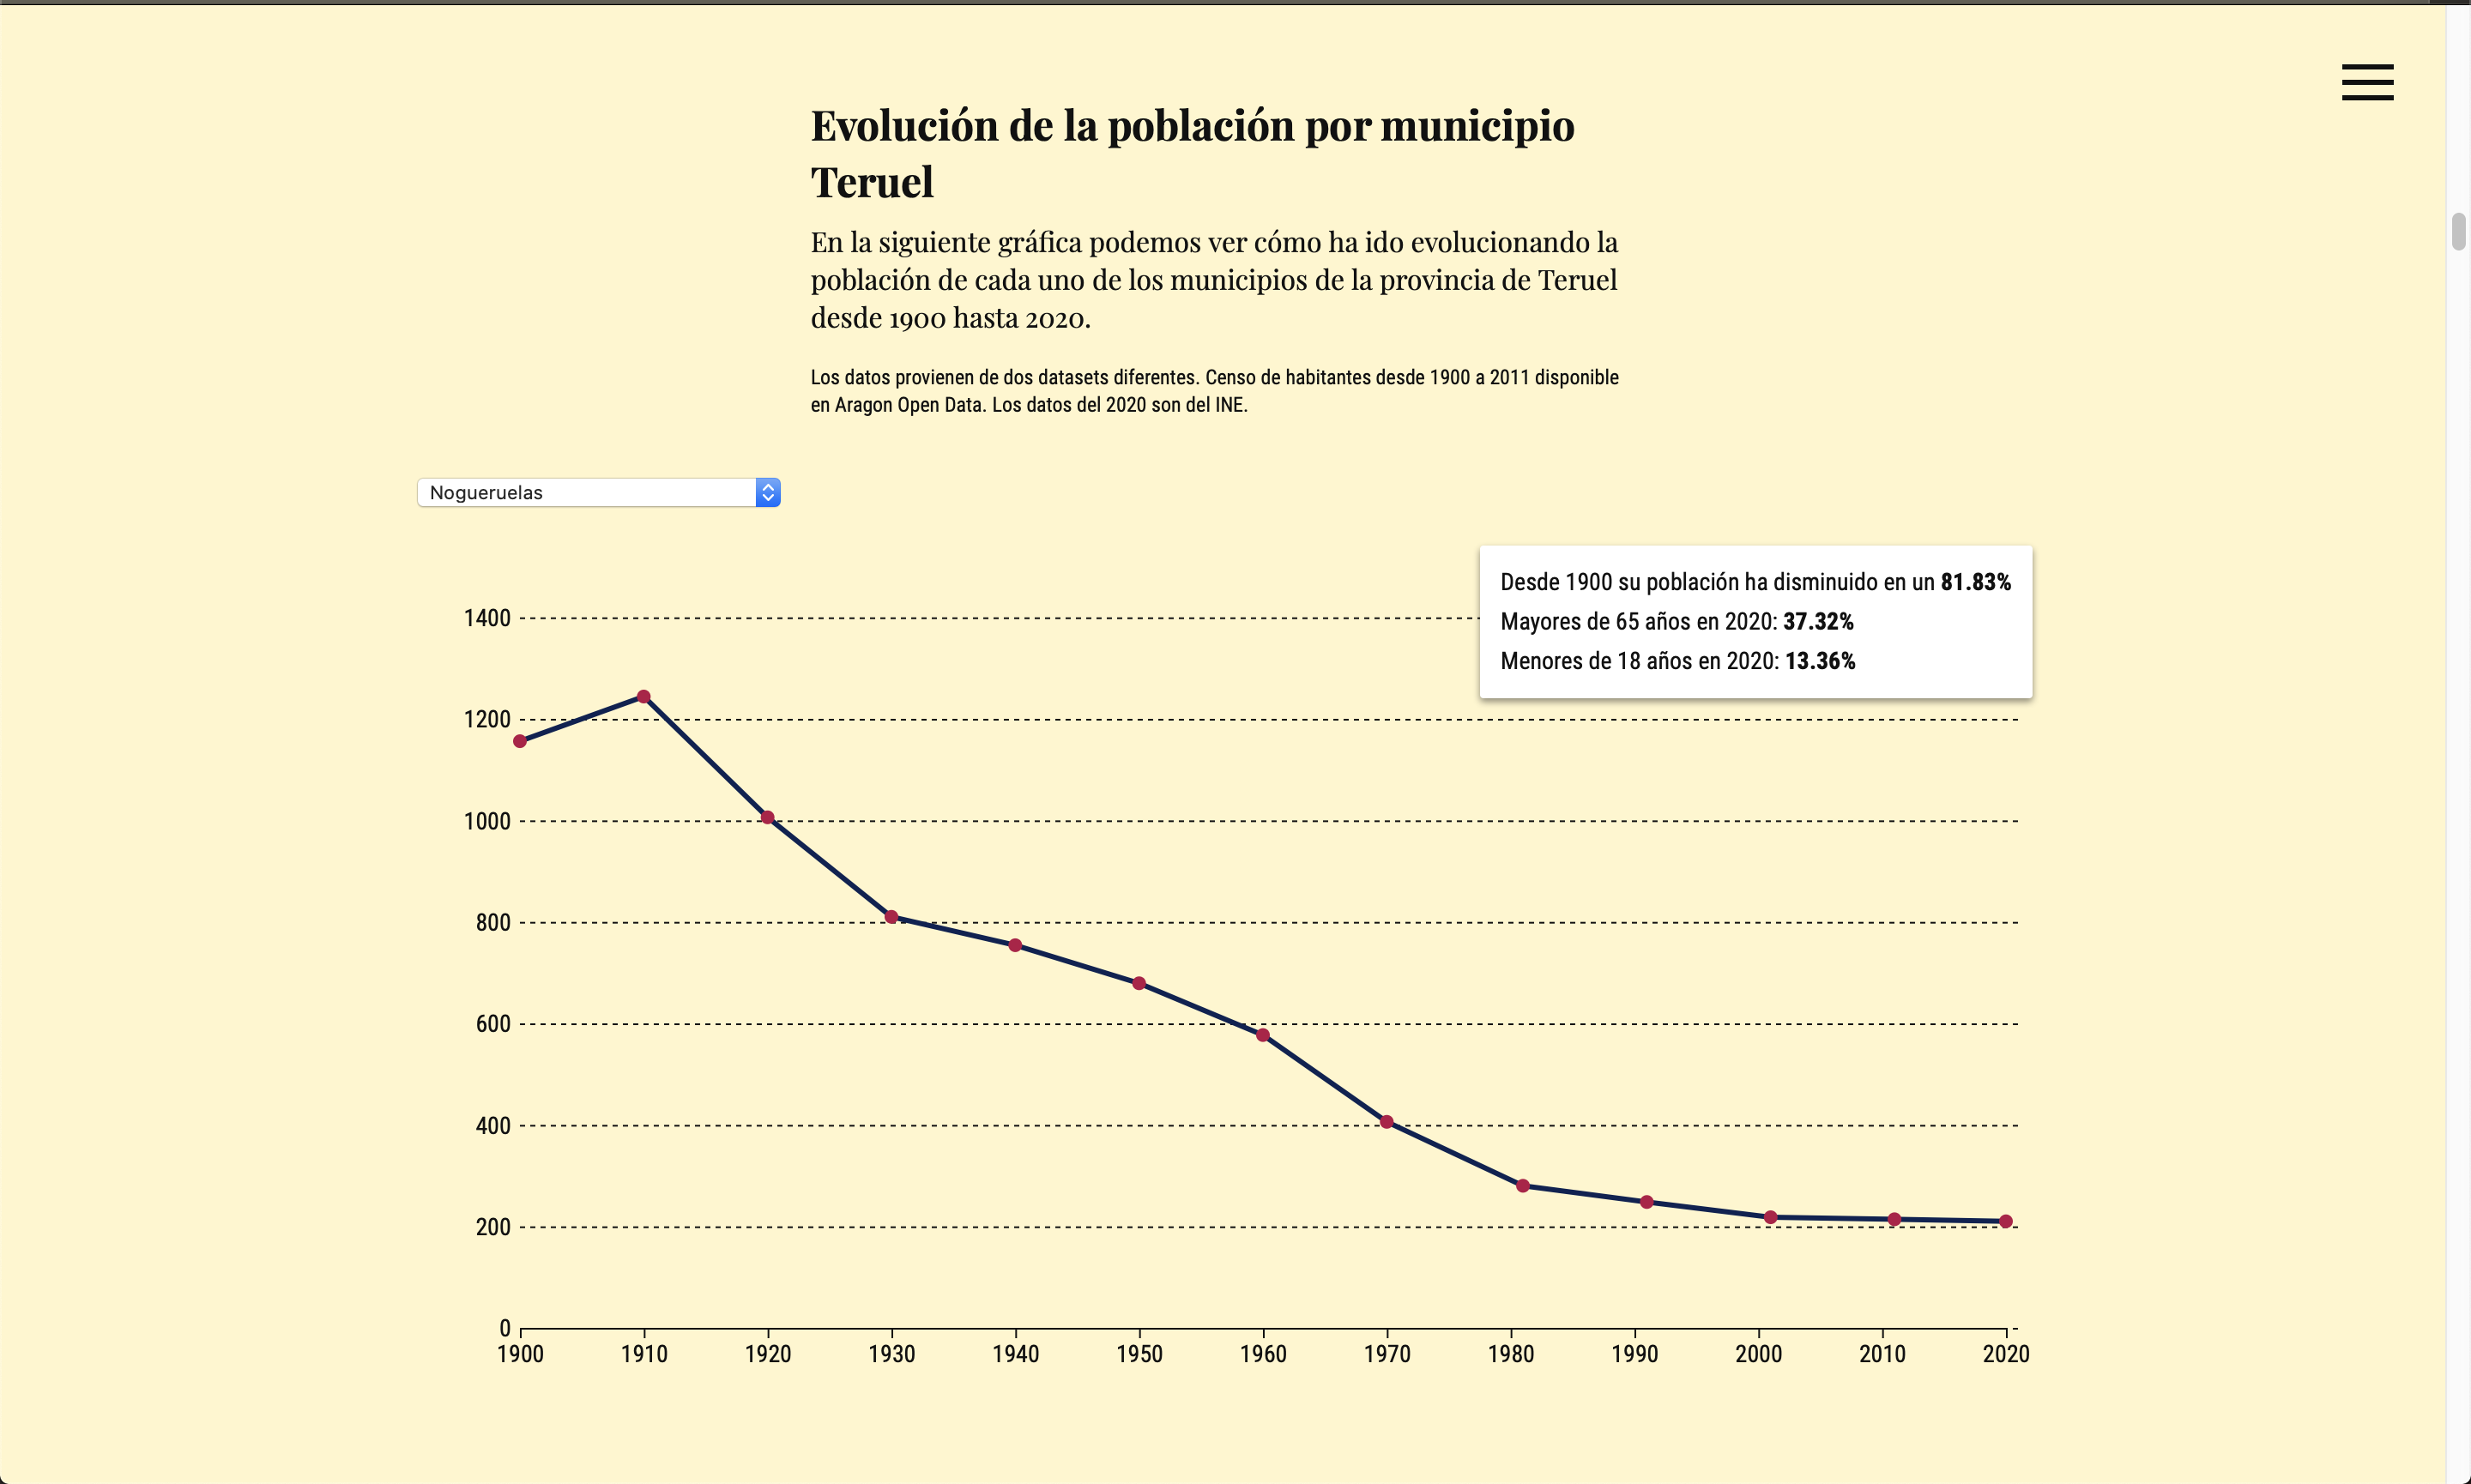 Evolución de la población por municipio
Teruel
En la siguiente gráfica podemos ver cómo ha ido evolucionando la
población de cada uno de los municipios de la provincia de Teruel
desde 1900 hasta 2020.
Los datos provienen de dos datasets diferentes. Censo de habitantes desde 1900 a 2011 disponible
en Aragon Open Data. Los datos del 2020 son del INE.
Nogueruelas
Desde 1900 su población ha disminuido en un 81.83%
Mayores de 65 años en 2020: 37.32%
Menores de 18 años en 2020: 13.36%
1400
1200
1000
800
600
400
200
0
1900 1910 1920 1930 1940 1950 1960 1970 1980 1990 2000 2010 2020